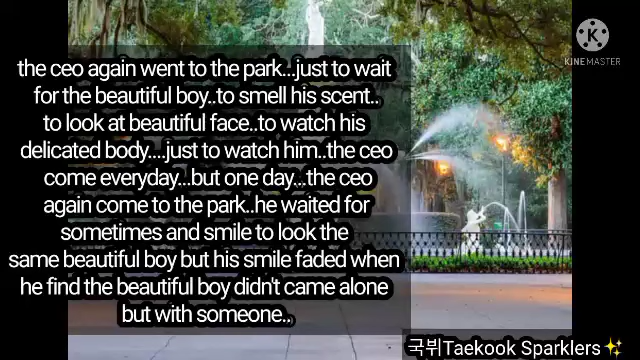 KINEMASTER
the ceo again went to the park...just to wait
for the beautiful boy..to smell his scent..
to look at beautiful face..to watch his
delicated body....just to watch him..the ceo
come everyday...but one day...the ceo
again come to the park..he waited for
sometimes and smile to look the
same beautiful boy but his smile faded when
he find the beautiful boy didn't came alone
but with someone..
국뷔Taekook Sparklers✨